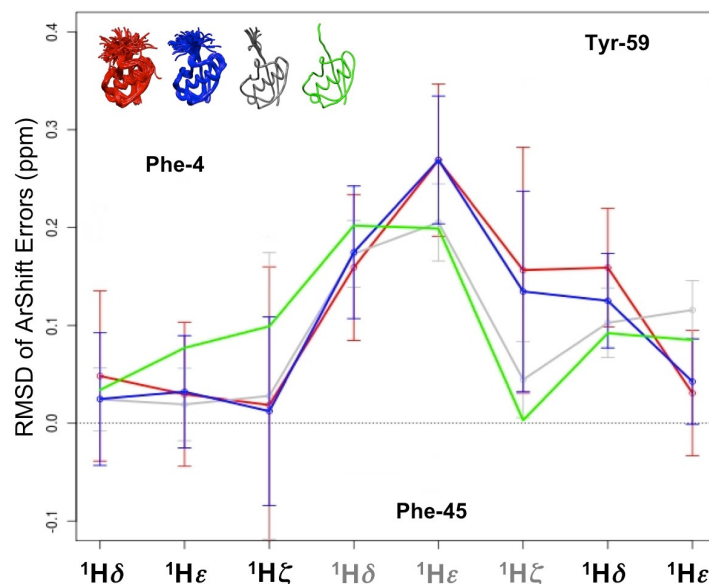 Tyr-59
Phe-4
Phe-45
RMSD of ArShift Errors (ppm)
0.4
0.3
0.2
0.1
0.0
-0.1
¹Hδ ¹Hε ¹Hζ ¹Hδ ¹Hε ¹Hζ ¹Hδ ¹Hε